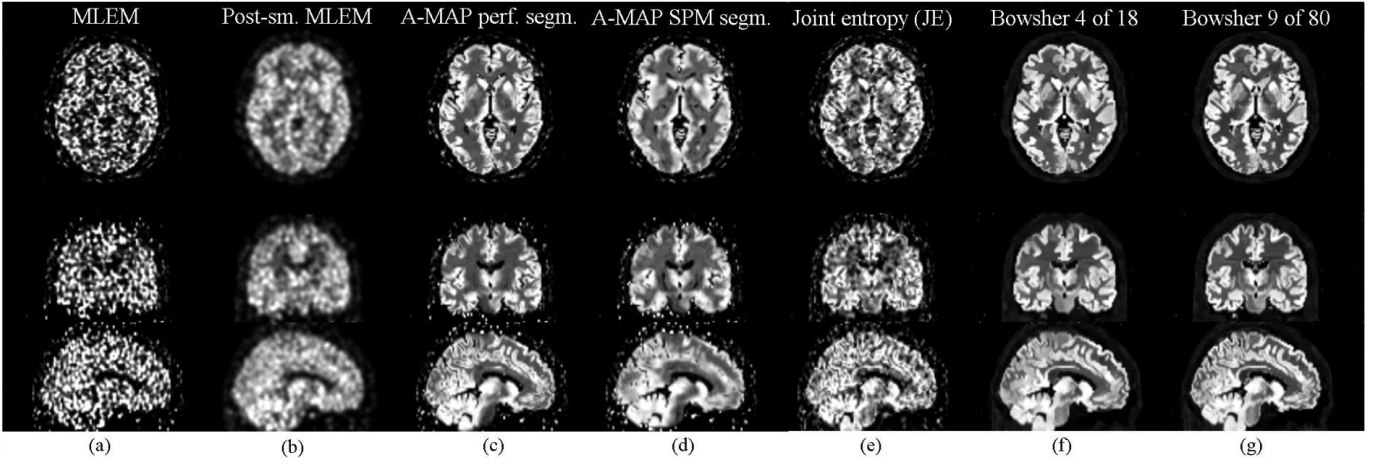 MLEM Post-sm. MLEM A-MAP perf. segm. A-MAP SPM segm. Joint entropy (JE) Bowsher 4 of 18 Bowsher 9 of 80
(a) (b) (c) (d) (e) (f) (g)